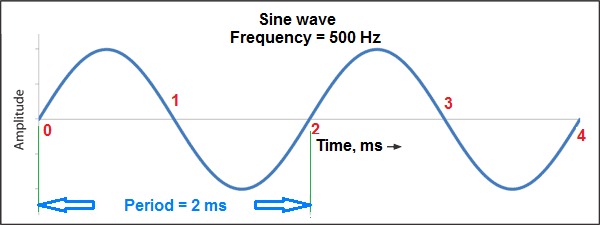 Sine wave
Frequency = 500 Hz
Amplitude
0
1
2
3
4
Time, ms →
Period = 2 ms